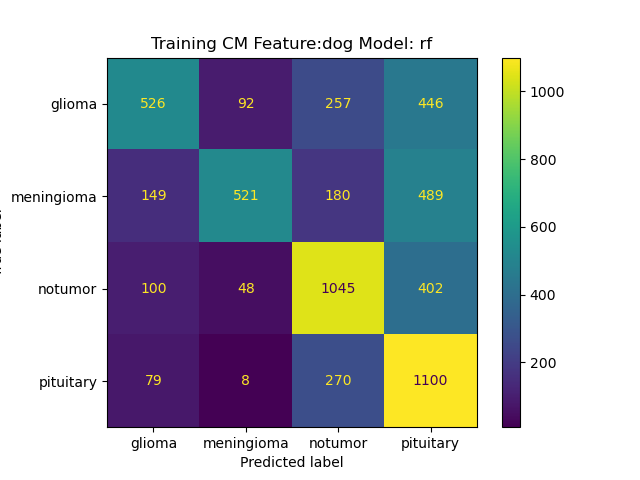 Training CM Feature:dog Model: rf
glioma 526 92 257 446
meningioma 149 521 180 489
notumor 100 48 1045 402
pituitary 79 8 270 1100
glioma meningioma notumor pituitary
Predicted label
1000
800
600
400
200